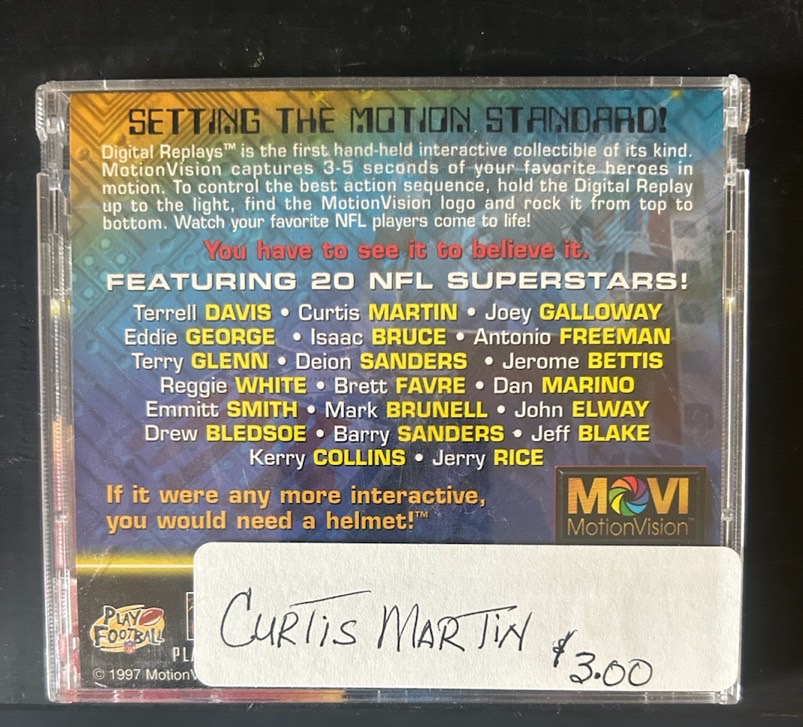 SETTING THE MOTION STANDARD!
Digital Replays™ is the first hand-held interactive collectible of its kind.
MotionVision captures 3-5 seconds of your favorite heroes in
motion. To control the best action sequence, hold the Digital Replay
up to the light, find the MotionVision logo and rock it from top to
bottom. Watch your favorite NFL players come to life!
You have to see it to believe it.
FEATURING 20 NFL SUPERSTARS!
Terrell DAVIS • Curtis MARTIN • Joey GALLOWAY
Eddie GEORGE • Isaac BRUCE • Antonio FREEMAN
Terry GLENN • Deion SANDERS • Jerome BETTIS
Reggie WHITE • Brett FAVRE • Dan MARINO
Emmitt SMITH • Mark BRUNELL • John ELWAY
Drew BLEDSOE • Barry SANDERS • Jeff BLAKE
Kerry COLLINS • Jerry RICE
If it were any more interactive,
you would need a helmet!™
MOVI
MotionVision™
PLAY
FOOTBALL
CURTIS MARTIN $3.00
© 1997 MotionV